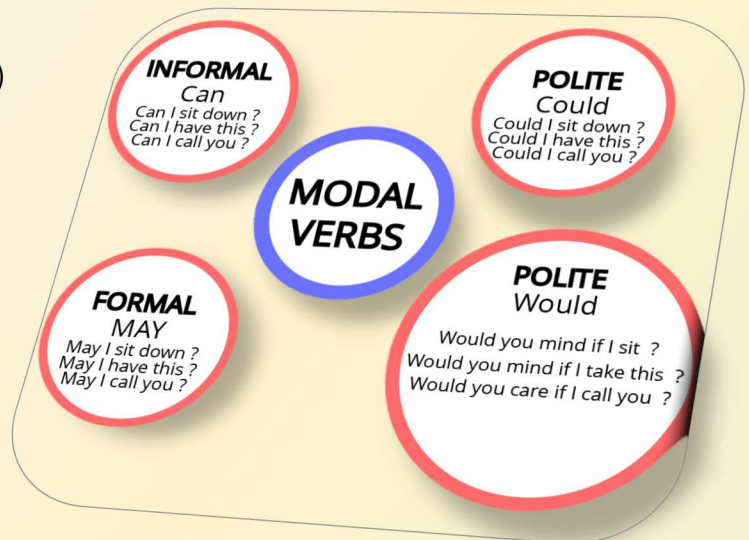 INFORMAL
Can
Can I sit down ?
Can I have this ?
Can I call you ?
POLITE
Could
Could I sit down ?
Could I have this ?
Could I call you ?
MODAL
VERBS
FORMAL
MAY
May I sit down ?
May I have this ?
May I call you ?
POLITE
Would
Would you mind if I sit ?
Would you mind if I take this ?
Would you care if I call you ?